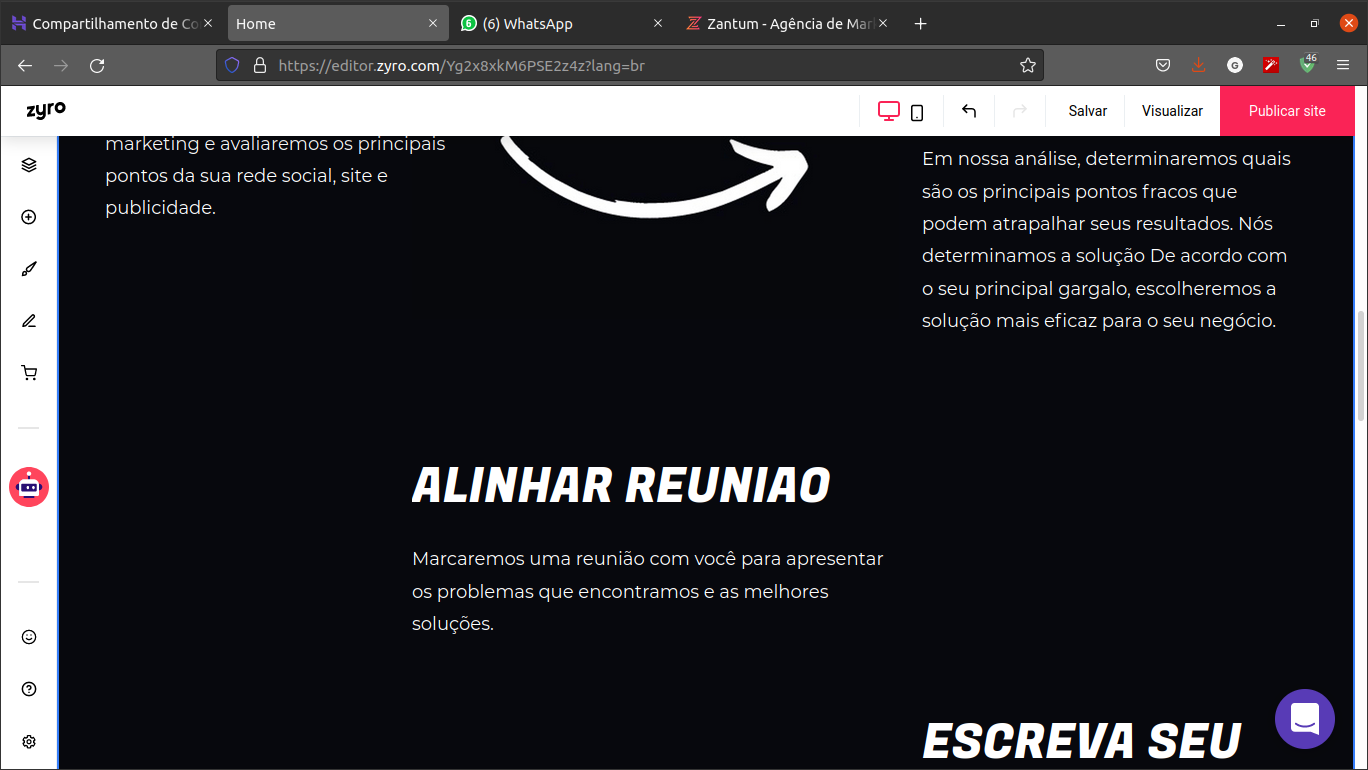 Compartilhamento de Co
Home
6
(6) WhatsApp
Zantum - Agência de Mar
https://editor.zyro.com/Yg2x8xkM6PSE2z4z?lang=br
G
46
zyro
Salvar
Visualizar
Publicar site
marketing e avaliaremos os principais
pontos da sua rede social, site e
publicidade.
Em nossa análise, determinaremos quais
são os principais pontos fracos que
podem atrapalhar seus resultados. Nós
determinamos a solução De acordo com
o seu principal gargalo, escolheremos a
solução mais eficaz para o seu negócio.
ALINHAR REUNIAO
Marcaremos uma reunião com você para apresentar
os problemas que encontramos e as melhores
soluções.
ESCREVA SEU